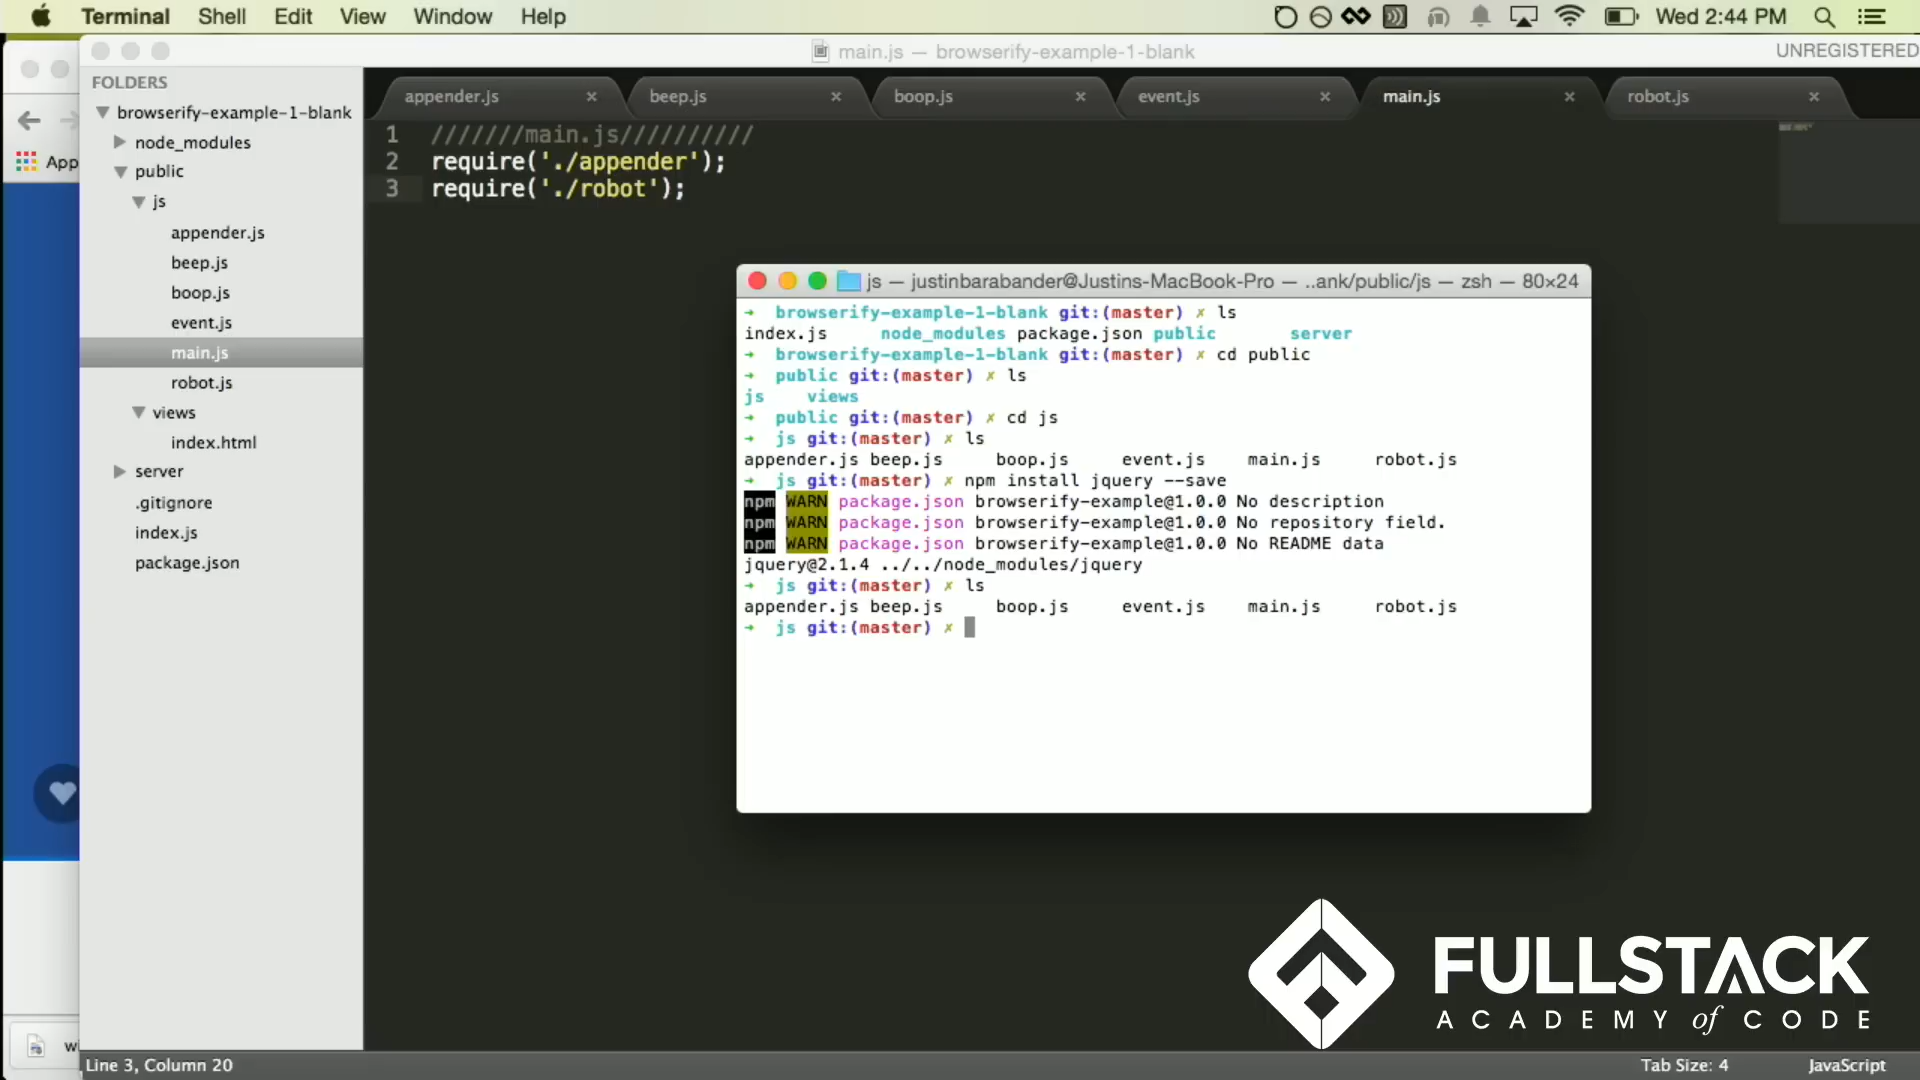 Terminal Shell Edit View Window Help Wed 2:44 PM
main.js — browserify-example-1-blank UNREGISTERED
FOLDERS
browserify-example-1-blank
node_modules
public
js
appender.js
beep.js
boop.js
event.js
main.js
robot.js
views
index.html
server
.gitignore
index.js
package.json
App
appender.js × beep.js × boop.js × event.js × main.js × robot.js ×
1 ///////main.js//////////
2 require('./appender');
3 require('./robot');
js — justinbarabander@Justins-MacBook-Pro — ..ank/public/js — zsh — 80×24
→ browserify-example-1-blank git:(master) ✗ ls
index.js node_modules package.json public server
→ browserify-example-1-blank git:(master) ✗ cd public
→ public git:(master) ✗ ls
js views
→ public git:(master) ✗ cd js
→ js git:(master) ✗ ls
appender.js beep.js boop.js event.js main.js robot.js
→ js git:(master) ✗ npm install jquery --save
npm WARN package.json browserify-example@1.0.0 No description
npm WARN package.json browserify-example@1.0.0 No repository field.
npm WARN package.json browserify-example@1.0.0 No README data
jquery@2.1.4 ../../node_modules/jquery
→ js git:(master) ✗ ls
appender.js beep.js boop.js event.js main.js robot.js
→ js git:(master) ✗
FULLSTACK
ACADEMY of CODE
Line 3, Column 20 Tab Size: 4 JavaScript